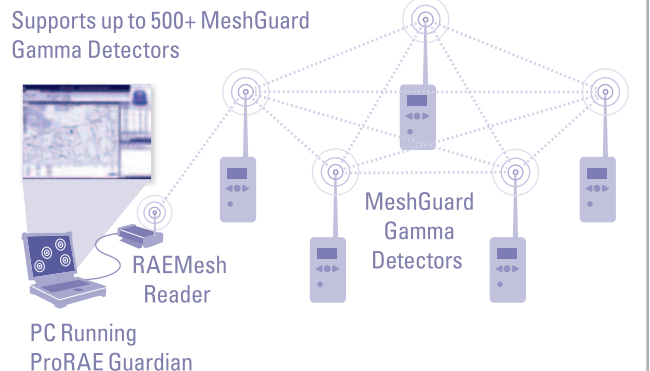 Supports up to 500+ MeshGuard
Gamma Detectors
MeshGuard
Gamma
Detectors
RAEMesh
Reader
PC Running
ProRAE Guardian